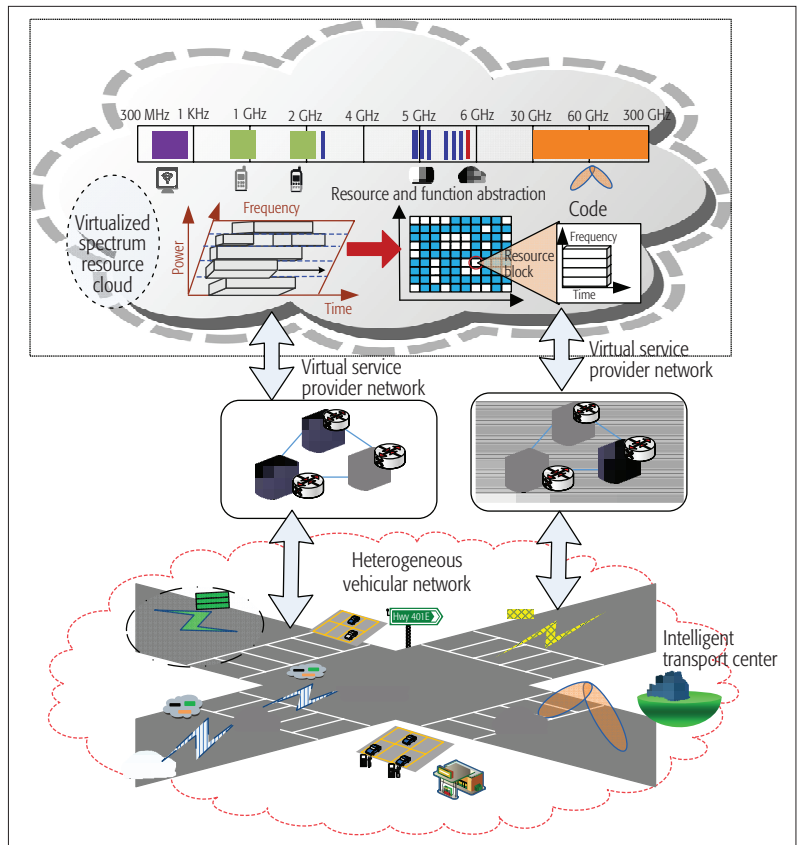 300 MHz 1 KHz 1 GHz 2 GHz 4 GHz 5 GHz 6 GHz 30 GHz 60 GHz 300 GHz
Resource and function abstraction
Code
Virtualized
spectrum
resource
cloud
Frequency
Power
Time
Resource
block
Frequency
Time
Virtual service
provider network
Virtual service
provider network
Heterogeneous
vehicular network
Hwy 401E
Intelligent
transport center